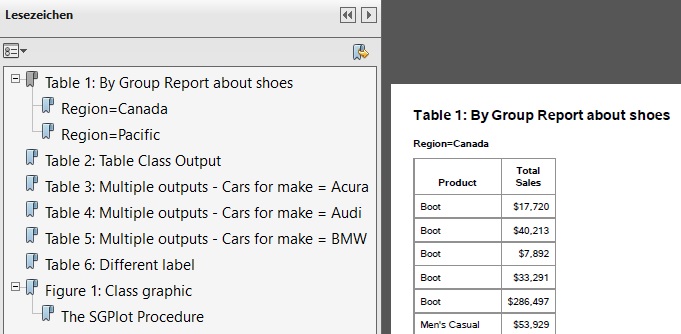 Lesezeichen
Table 1: By Group Report about shoes
Region=Canada
Region=Pacific
Table 2: Table Class Output
Table 3: Multiple outputs - Cars for make = Acura
Table 4: Multiple outputs - Cars for make = Audi
Table 5: Multiple outputs - Cars for make = BMW
Table 6: Different label
Figure 1: Class graphic
The SGPlot Procedure
Table 1: By Group Report about shoes
Region=Canada
Product Total Sales
Boot $17,720
Boot $40,213
Boot $7,892
Boot $33,291
Boot $286,497
Men's Casual $53,929